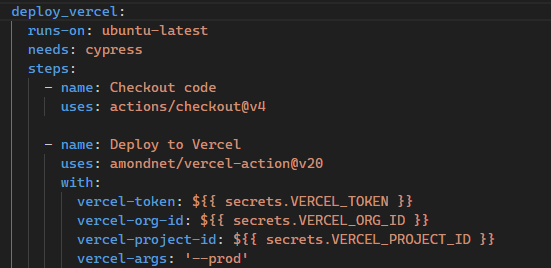 deploy_vercel:
  runs-on: ubuntu-latest
  needs: cypress
  steps:
    - name: Checkout code
      uses: actions/checkout@v4

    - name: Deploy to Vercel
      uses: amondnet/vercel-action@v20
      with:
        vercel-token: ${{ secrets.VERCEL_TOKEN }}
        vercel-org-id: ${{ secrets.VERCEL_ORG_ID }}
        vercel-project-id: ${{ secrets.VERCEL_PROJECT_ID }}
        vercel-args: '--prod'